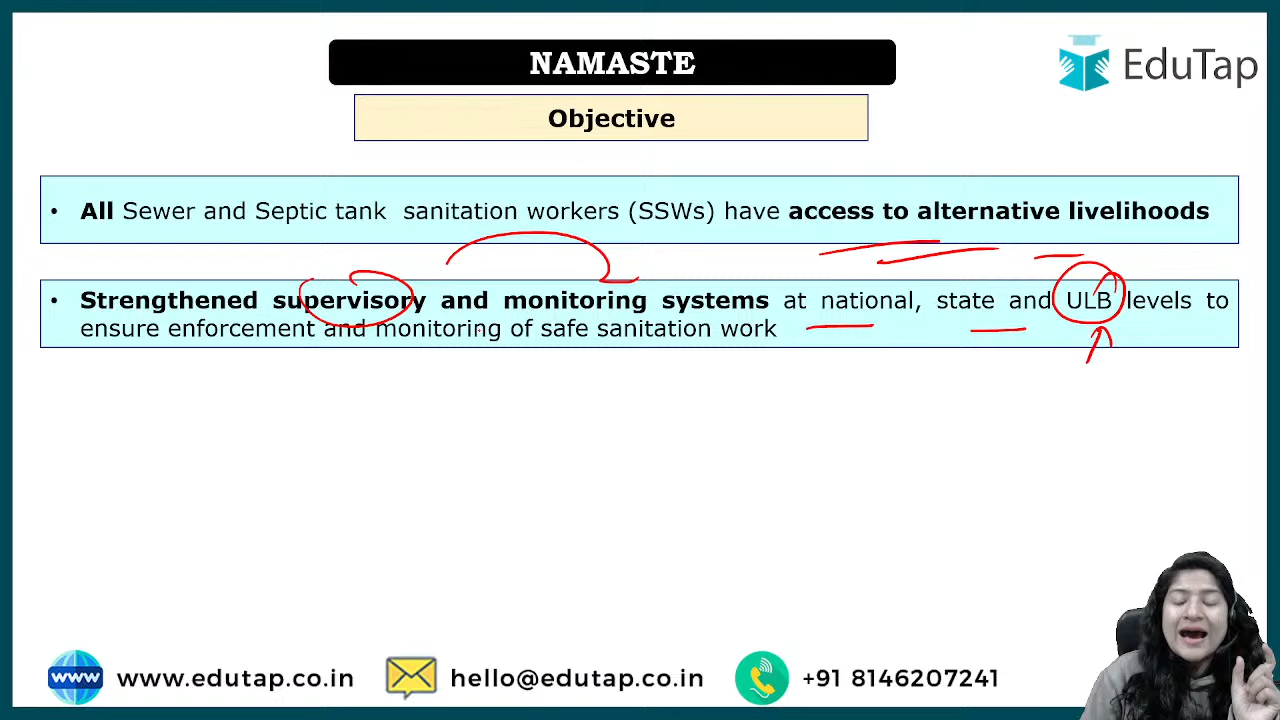 NAMASTE
EduTap
Objective
• All Sewer and Septic tank sanitation workers (SSWs) have access to alternative livelihoods
• Strengthened supervisory and monitoring systems at national, state and ULB levels to
ensure enforcement and monitoring of safe sanitation work
www www.edutap.co.in hello@edutap.co.in +91 8146207241